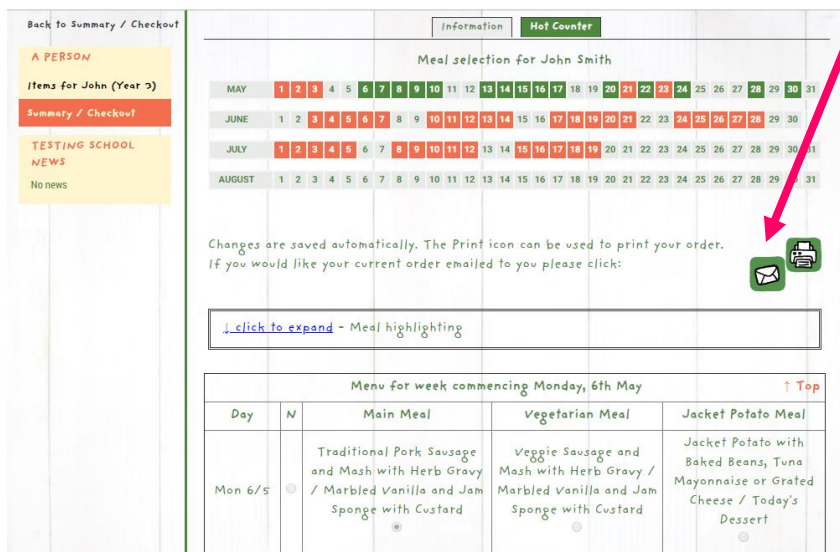 Back to Summary / Checkout
A PERSON
Items for John (Year 3)
Summary / Checkout
TESTING SCHOOL
NEWS
No news
Information Hot Counter
Meal selection for John Smith
MAY 1 2 3 4 5 6 7 8 9 10 11 12 13 14 15 16 17 18 19 20 21 22 23 24 25 26 27 28 29 30 31
JUNE 1 2 3 4 5 6 7 8 9 10 11 12 13 14 15 16 17 18 19 20 21 22 23 24 25 26 27 28 29 30
JULY 1 2 3 4 5 6 7 8 9 10 11 12 13 14 15 16 17 18 19 20 21 22 23 24 25 26 27 28 29 30 31
AUGUST 1 2 3 4 5 6 7 8 9 10 11 12 13 14 15 16 17 18 19 20 21 22 23 24 25 26 27 28 29 30 31
Changes are saved automatically. The Print icon can be used to print your order.
If you would like your current order emailed to you please click:
↓ click to expand - Meal highlighting
Menu for week commencing Monday, 6th May ↑ Top
Day N Main Meal Vegetarian Meal Jacket Potato Meal
Mon 6/5
Traditional Pork Sausage
and Mash with Herb Gravy
/ Marbled Vanilla and Jam
Sponge with Custard
Veggie Sausage and
Mash with Herb Gravy /
Marbled Vanilla and Jam
Sponge with Custard
Jacket Potato with
Baked Beans, Tuna
Mayonnaise or Grated
Cheese / Today's
Dessert